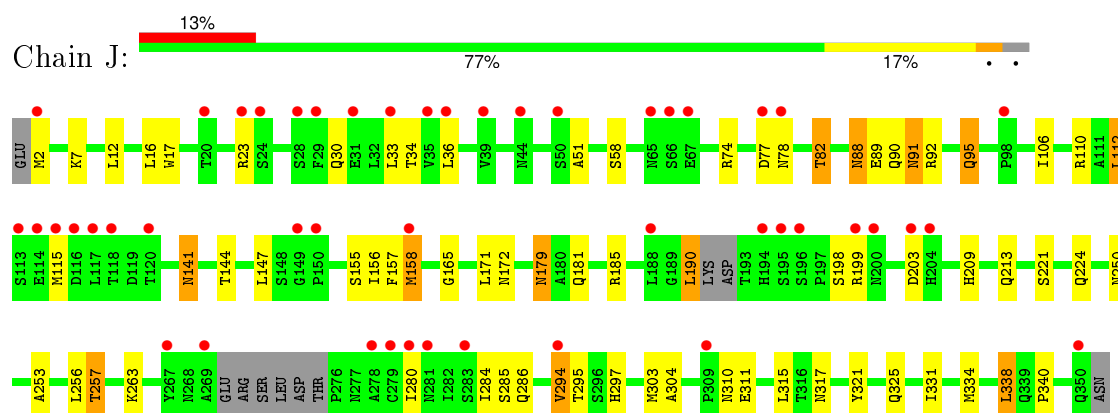 13%
Chain J:
77% 17% • •
GLU M2 K7 L12 L16 W17 T20 R23 S24 S28 F29 Q30 E31 L32 L33 T34 V35 L36 V39 N44 S50 A51 S58 N65 S66 E67 R74 D77 N78 T82 N88 E89 Q90 N91 R92 Q95 P98 I106 R110 A111 L112
S113 E114 M115 D116 L117 T118 D119 T120 N141 T144 L147 S148 G149 P150 S155 I156 F157 M158 G165 L171 N172 N179 A180 Q181 R185 L188 G189 L190 LYS ASP T193 H194 S195 S196 P197 S198 R199 N200 D203 H204 H209 Q213 S221 Q224 N250
A253 L256 T257 K263 Y267 N268 A269 GLU ARG SER LEU ASP THR P276 N277 A278 C279 I280 N281 I282 S283 I284 S285 Q286 V294 T295 S296 H297 M303 A304 P309 N310 E311 L315 T316 N317 Y321 Q325 I331 M334 L338 Q339 P340 Q350 ASN